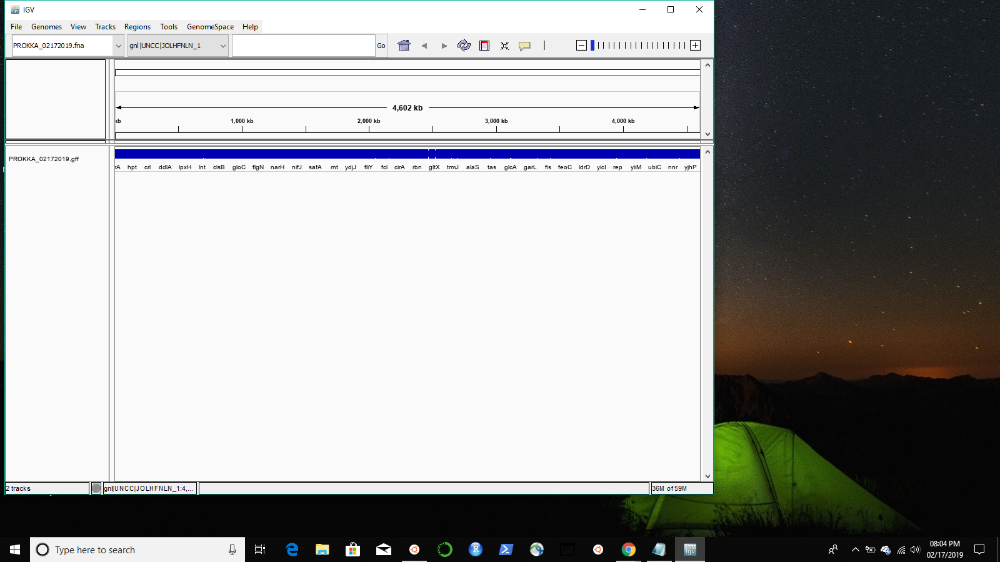 IGV
File Genomes View Tracks Regions Tools GenomeSpace Help
PROKKA_02172019.fna gnl|UNCC|JOLHFNLN_1 Go
4,602 kb
kb 1,000 kb 2,000 kb 3,000 kb 4,000 kb
PROKKA_02172019.gff
rA hpt crl ddlA lpxH lnt clsB gloC flgN narH nifJ safA rnt ydjJ fliY fcl cirA rbn gltX trmJ alaS tas glcA garL fis feoC ldrD yicI rep yiiM ubiC nnr yjhP
2 tracks gnl|UNCC|JOLHFNLN_1:4,... 36M of 59M
Type here to search
08:04 PM
02/17/2019